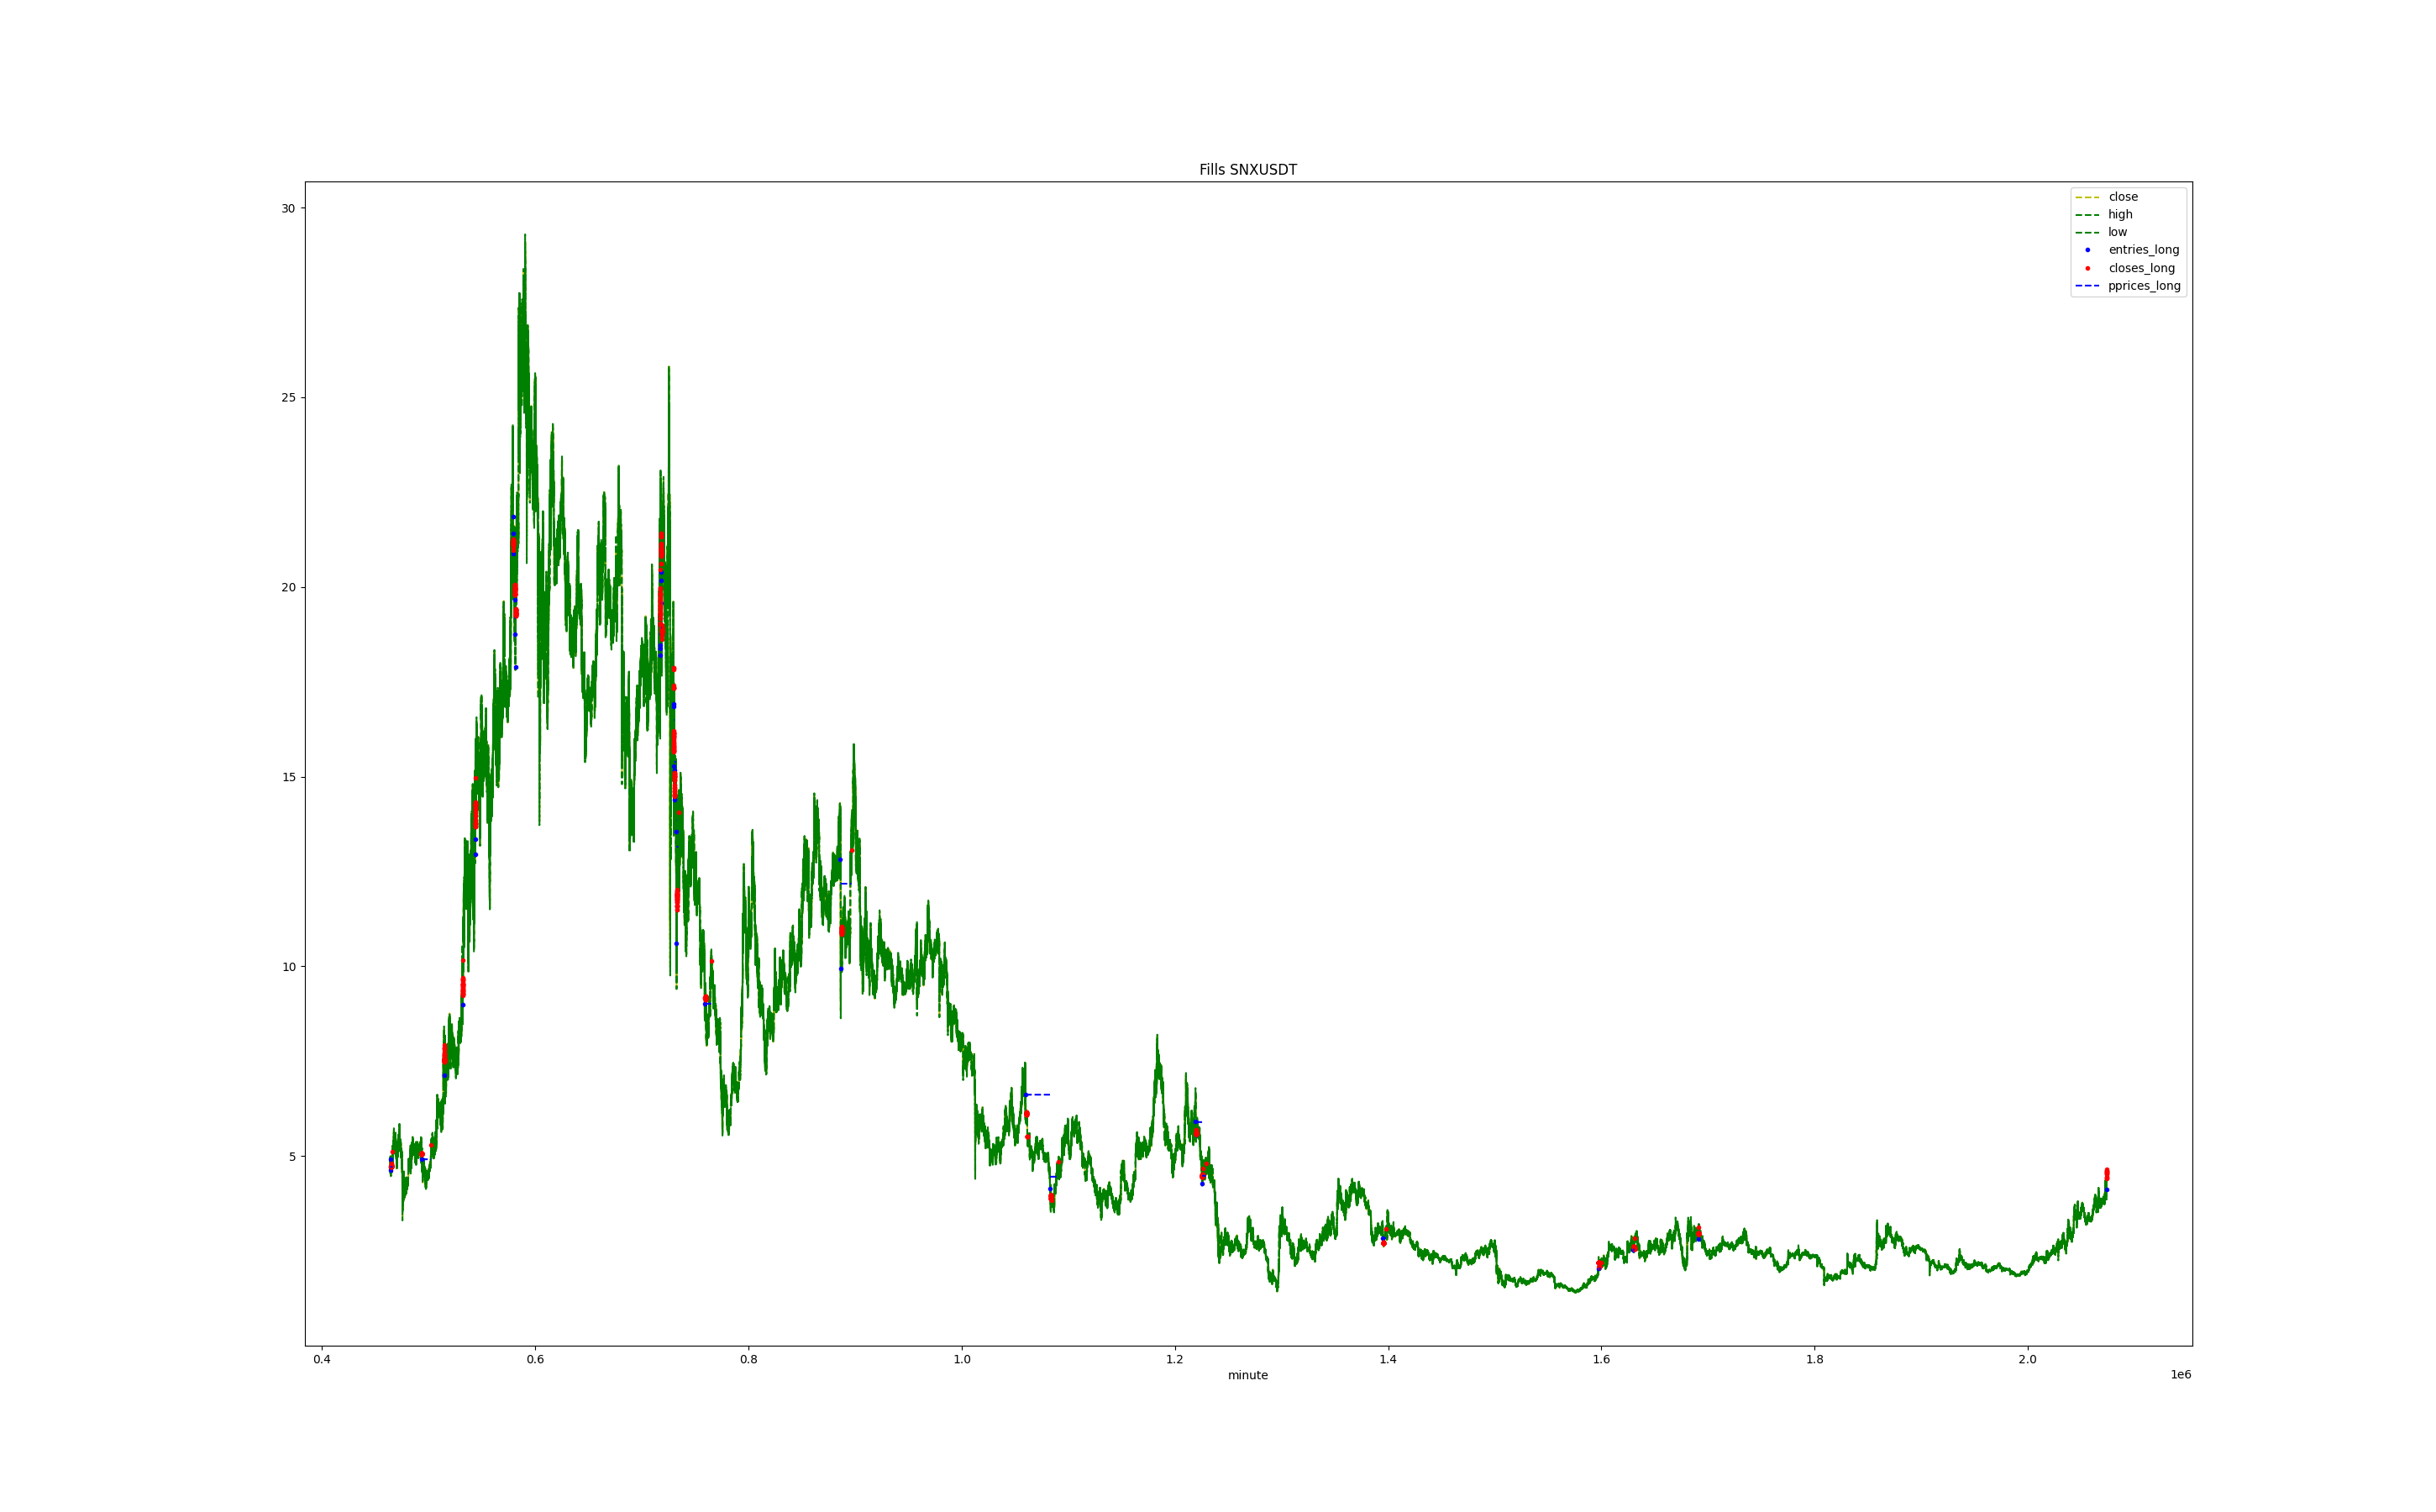 Fills SNXUSDT
close
high
low
entries_long
closes_long
pprices_long
30
25
20
15
10
5
0.4 0.6 0.8 1.0 1.2 1.4 1.6 1.8 2.0
minute
1e6